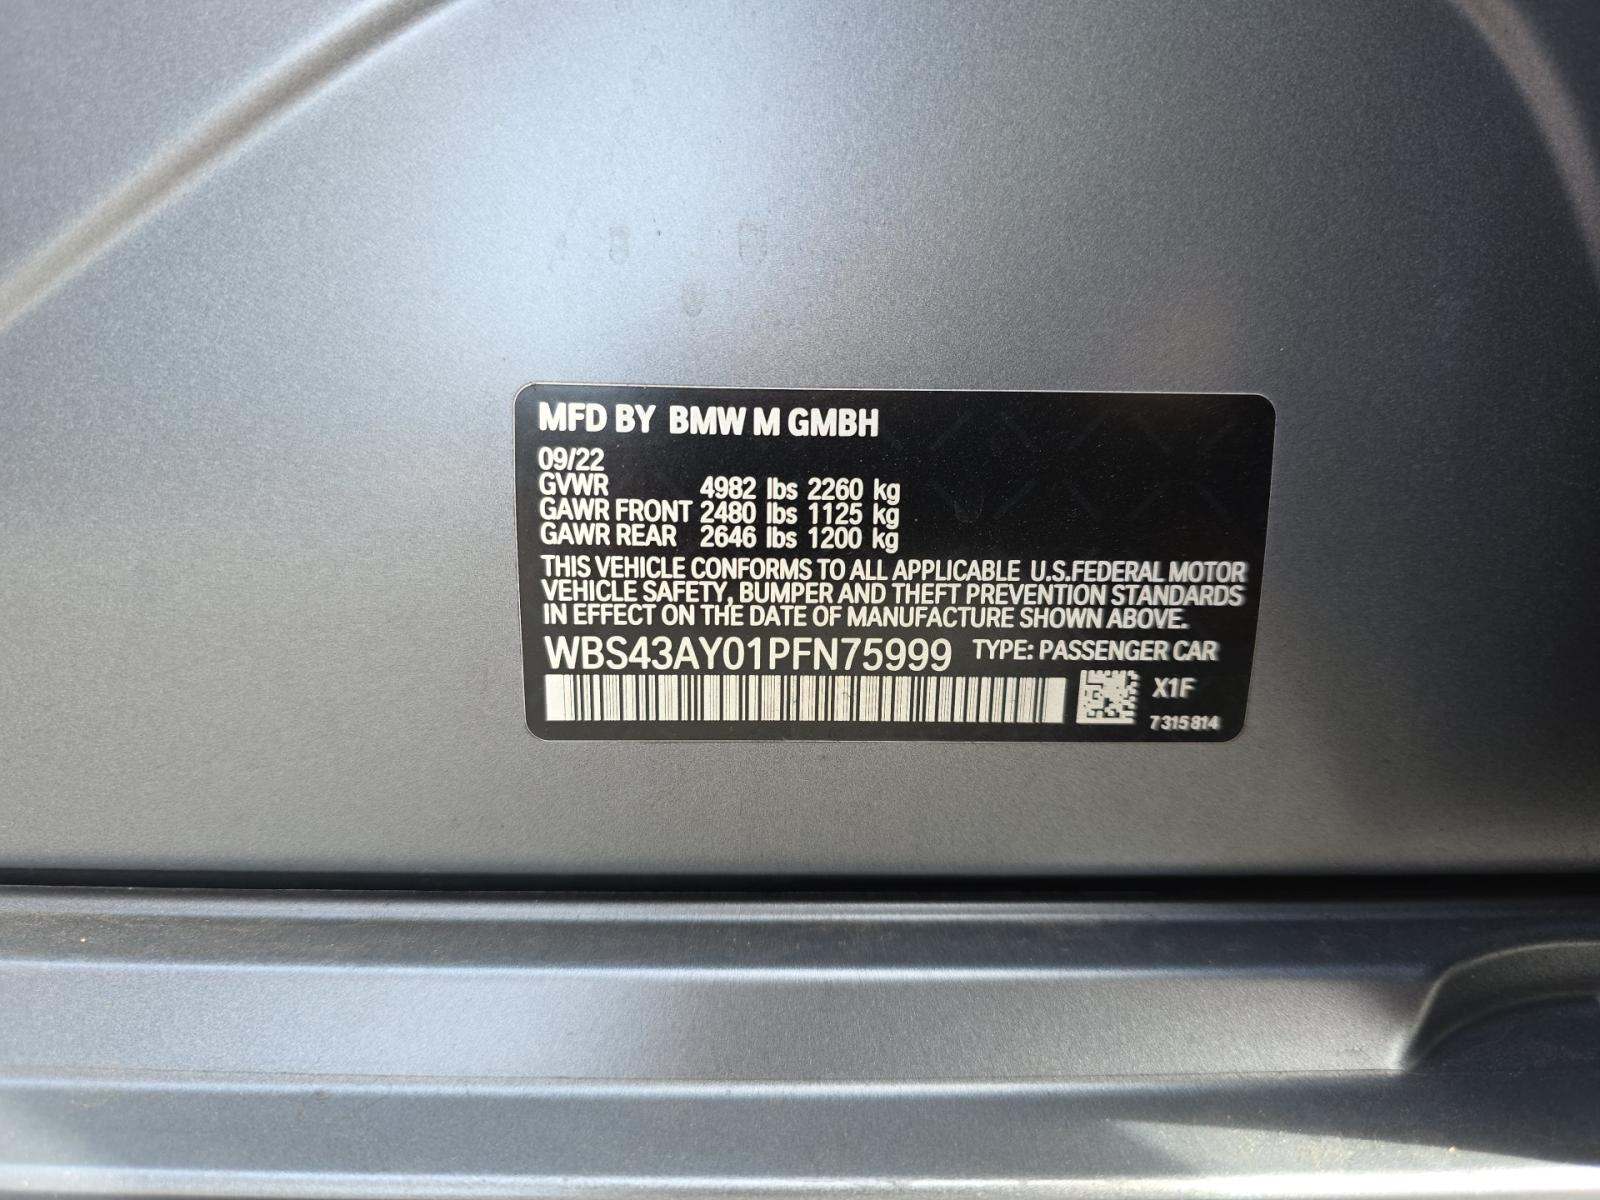 MFD BY BMW M GMBH
09/22
GVWR 4982 lbs 2260 kg
GAWR FRONT 2480 lbs 1125 kg
GAWR REAR 2646 lbs 1200 kg
THIS VEHICLE CONFORMS TO ALL APPLICABLE U.S.FEDERAL MOTOR
VEHICLE SAFETY, BUMPER AND THEFT PREVENTION STANDARDS
IN EFFECT ON THE DATE OF MANUFACTURE SHOWN ABOVE.
WBS43AY01PFN75999 TYPE: PASSENGER CAR
X1F
7315814